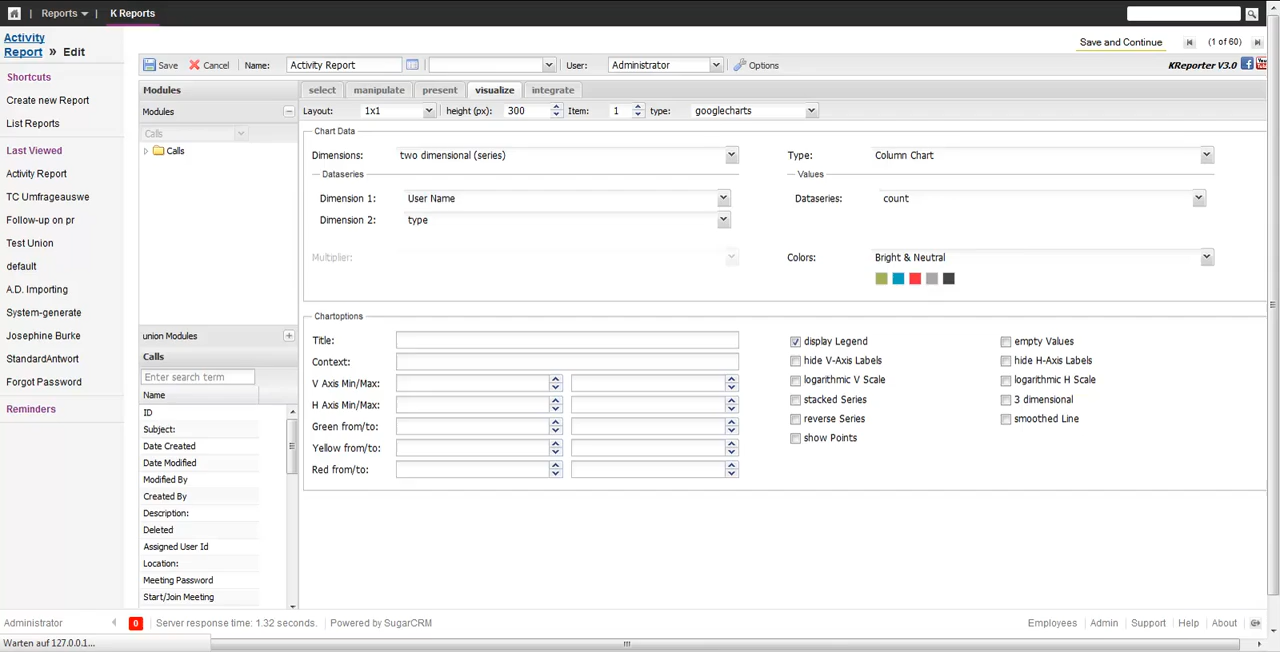 Reports | K Reports
Activity Report » Edit
Save and Continue (1 of 60)
Save Cancel Name: Activity Report User: Administrator Options KReporter V3.0
Shortcuts
Create new Report
List Reports
Last Viewed
Activity Report
TC Umfrageauswe
Follow-up on pr
Test Union
default
A.D. Importing
System-generate
Josephine Burke
StandardAntwort
Forgot Password
Reminders
Modules
Modules
Calls
Calls
union Modules
Calls
Enter search term
Name
ID
Subject:
Date Created
Date Modified
Modified By
Created By
Description:
Deleted
Assigned User Id
Location:
Meeting Password
Start/Join Meeting
select manipulate present visualize integrate
Layout: 1x1 height (px): 300 Item: 1 type: googlecharts
Chart Data
Dimensions: two dimensional (series) Type: Column Chart
Dataseries Values
Dimension 1: User Name Dataseries: count
Dimension 2: type
Multiplier: Colors: Bright & Neutral
Chartoptions
Title: display Legend empty Values
Context: hide V-Axis Labels hide H-Axis Labels
V Axis Min/Max: logarithmic V Scale logarithmic H Scale
H Axis Min/Max: stacked Series 3 dimensional
Green from/to: reverse Series smoothed Line
Yellow from/to: show Points
Red from/to:
Administrator 0 Server response time: 1.32 seconds. Powered by SugarCRM Employees Admin Support Help About
Warten auf 127.0.0.1...